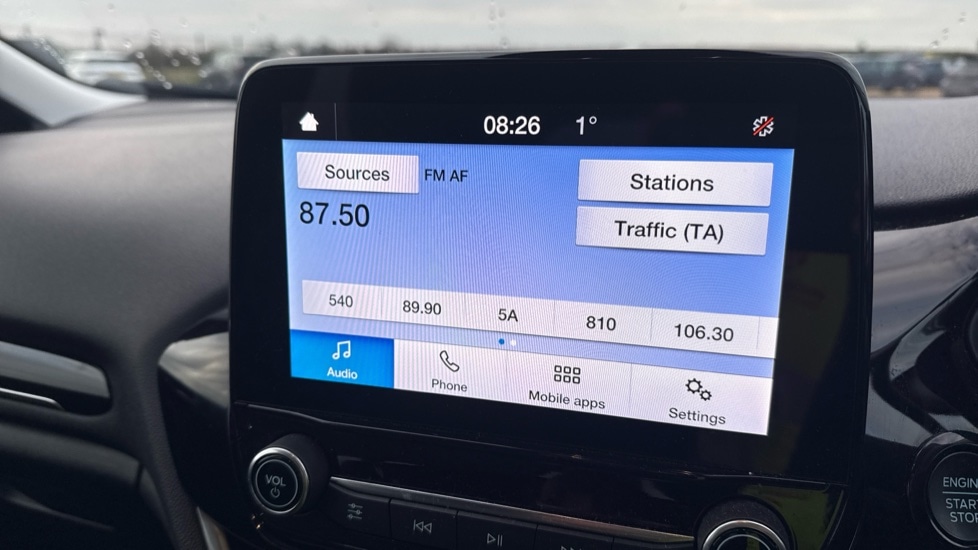 08:26 1°
Sources FM AF Stations
87.50 Traffic (TA)
540 89.90 5A 810 106.30
Audio Phone Mobile apps Settings
VOL
ENGIN
START
STOP